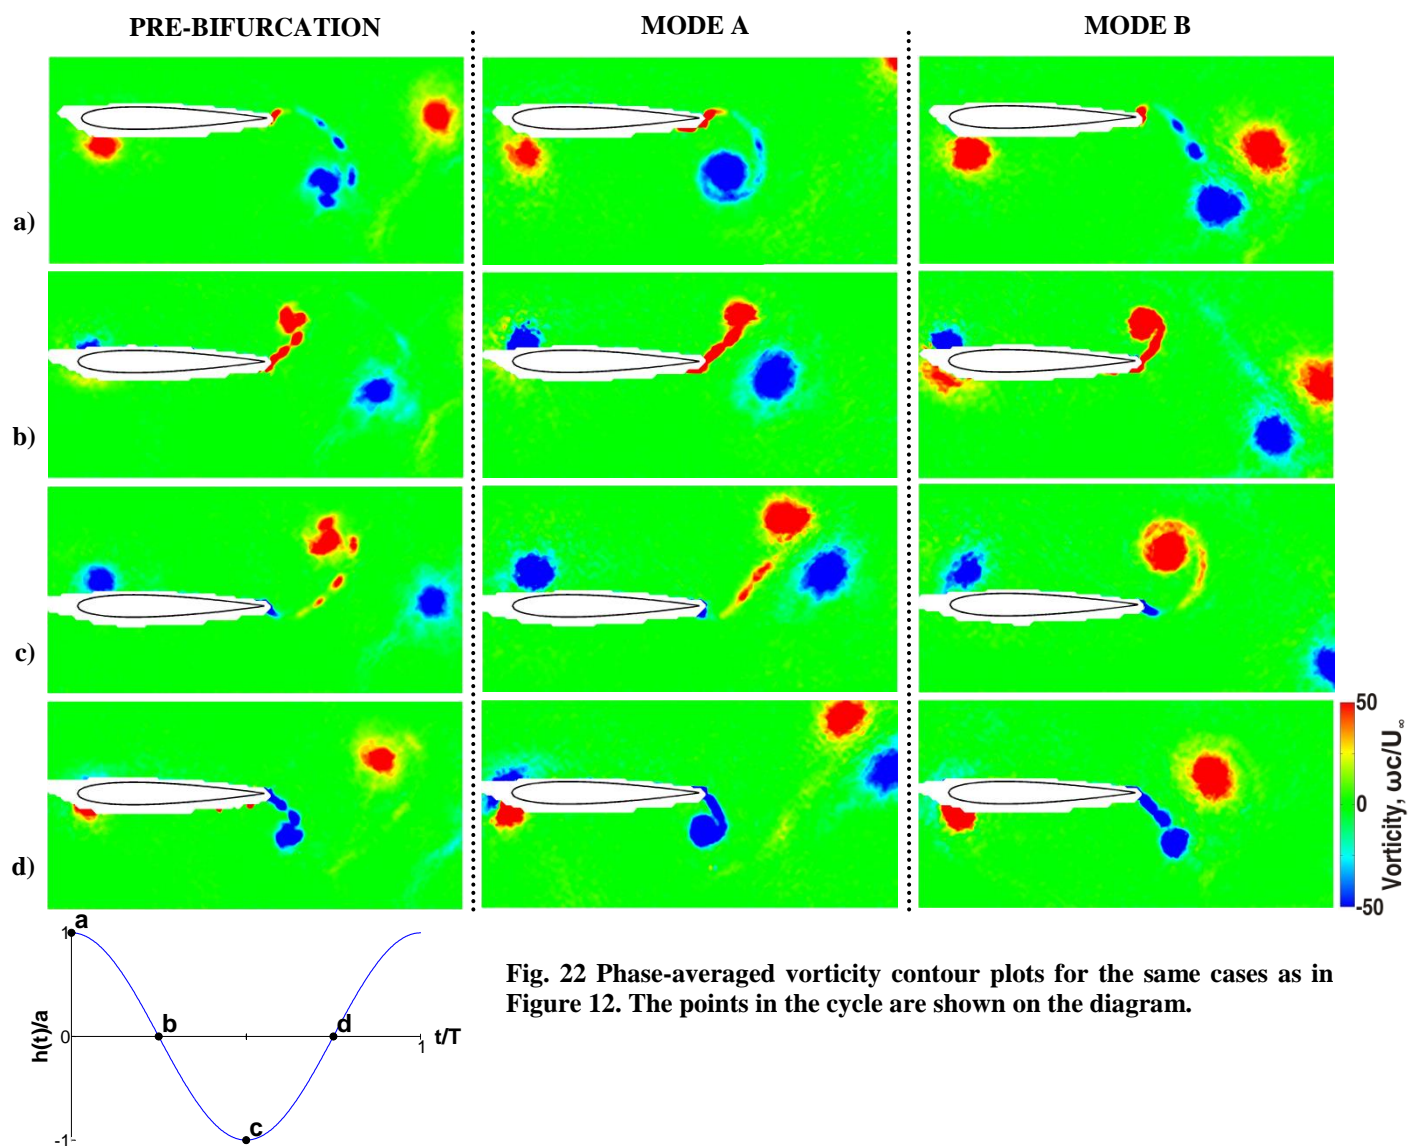 PRE-BIFURCATION
MODE A
MODE B
a)
b)
c)
d)
50
0
-50
Vorticity, ωc/U∞
a
1
b
d
t/T
0
1
h(t)/a
c
-1
Fig. 22 Phase-averaged vorticity contour plots for the same cases as in
Figure 12. The points in the cycle are shown on the diagram.